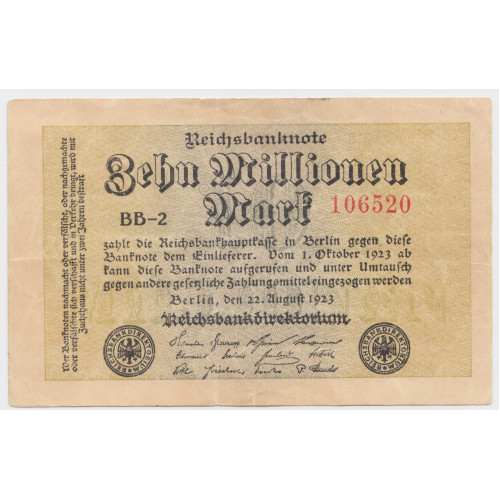 Reichsbanknote
Zehn Millionen
Mark
BB-2
106520
zahlt die Reichsbankhauptkasse in Berlin gegen diese
Banknote dem Einlieferer. Vom 1. Oktober 1923 ab
kann diese Banknote aufgerufen und unter Umtausch
gegen andere gesetzliche Zahlungsmittel eingezogen werden
Berlin, den 22. August 1923
Reichsbankdirektorium
Wer Banknoten nachmacht oder verfälscht, oder nachgemachte
oder verfälschte sich verschafft und in Verkehr bringt, wird mit
Zuchthaus nicht unter zwei Jahren bestraft
REICHSBANKDIREKTORIUM
REICHSBANKDIREKTORIUM